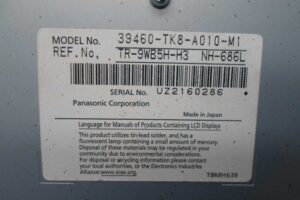 MODEL No. 39460-TK8-A010-M1
REF. No. TR-9WB5H-H3 NH-686L
SERIAL No. UZ2160286
Panasonic Corporation
Made in Japan
Language for Manuals of Products Containing LCD Displays
This product utilizes tin-lead solder, and has a
fluorescent lamp containing a small amount of mercury.
Disposal of these materials may be regulated in your
community due to environmental considerations.
For disposal or recycling information please contact
your local authorities, or the Electronics Industries
Alliance:www.eiae.org.
TBMH639